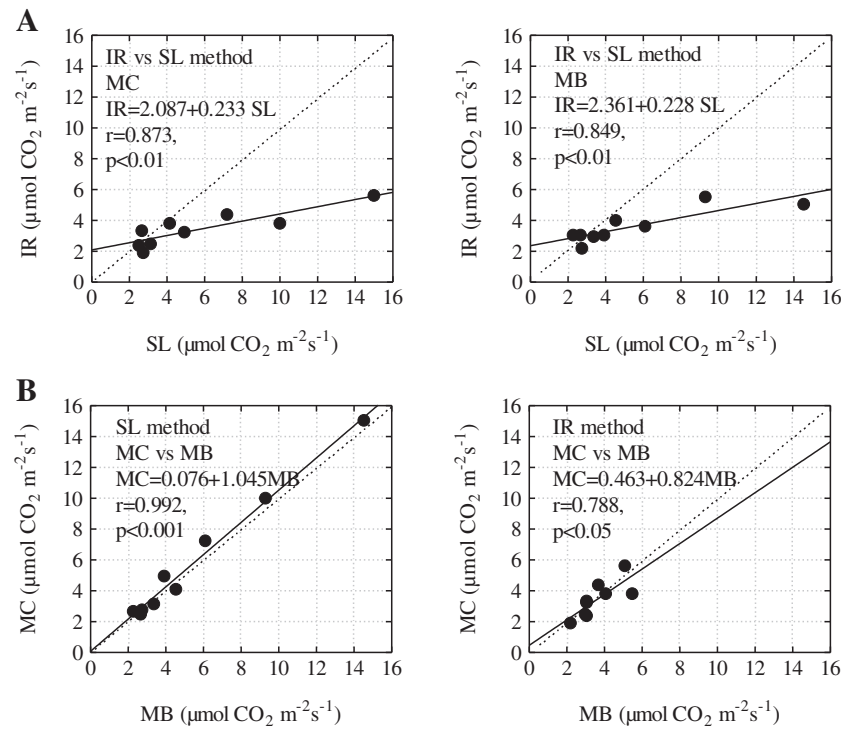 A
IR vs SL method
MC
IR=2.087+0.233 SL
r=0.873,
p<0.01
IR (µmol CO₂ m⁻²s⁻¹)
16
14
12
10
8
6
4
2
0
0 2 4 6 8 10 12 14 16
SL (µmol CO₂ m⁻²s⁻¹)
IR vs SL method
MB
IR=2.361+0.228 SL
r=0.849,
p<0.01
IR (µmol CO₂ m⁻²s⁻¹)
16
14
12
10
8
6
4
2
0
0 2 4 6 8 10 12 14 16
SL (µmol CO₂ m⁻²s⁻¹)
B
SL method
MC vs MB
MC=0.076+1.045MB
r=0.992,
p<0.001
MC (µmol CO₂ m⁻²s⁻¹)
16
14
12
10
8
6
4
2
0
0 2 4 6 8 10 12 14 16
MB (µmol CO₂ m⁻²s⁻¹)
IR method
MC vs MB
MC=0.463+0.824MB
r=0.788,
p<0.05
MC (µmol CO₂ m⁻²s⁻¹)
16
14
12
10
8
6
4
2
0
0 2 4 6 8 10 12 14 16
MB (µmol CO₂ m⁻²s⁻¹)